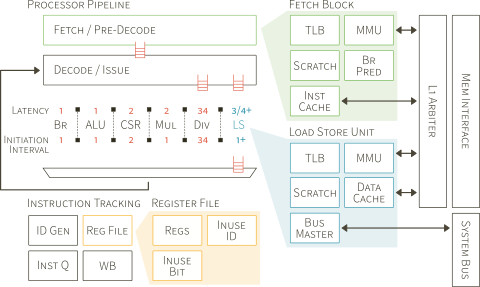 Processor Pipeline
Fetch / Pre-Decode
Decode / Issue
Latency 1 1 2 2 34 3/4+
Br ALU CSR Mul Div LS
Initiation Interval 1 1 2 1 34 1+
Instruction Tracking
ID Gen
Reg File
Inst Q
WB
Register File
Regs
Inuse ID
Inuse Bit
Fetch Block
TLB
MMU
Scratch
Br Pred
Inst Cache
Load Store Unit
TLB
MMU
Scratch
Data Cache
Bus Master
L1 Arbiter
Mem Interface
System Bus